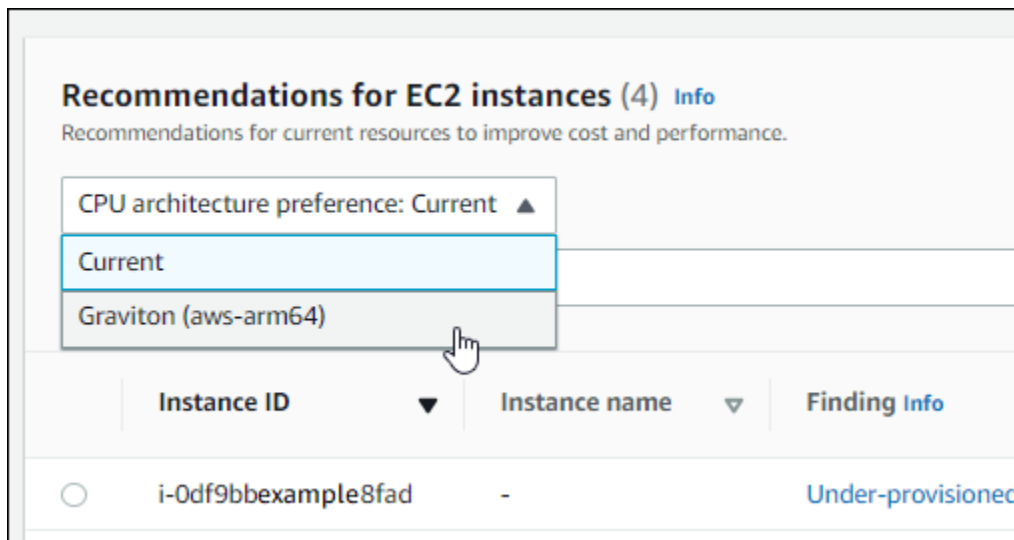 Recommendations for EC2 instances (4) Info
Recommendations for current resources to improve cost and performance.
CPU architecture preference: Current
Current
Graviton (aws-arm64)
Instance ID Instance name Finding Info
i-0df9bbexample8fad - Under-provisioned